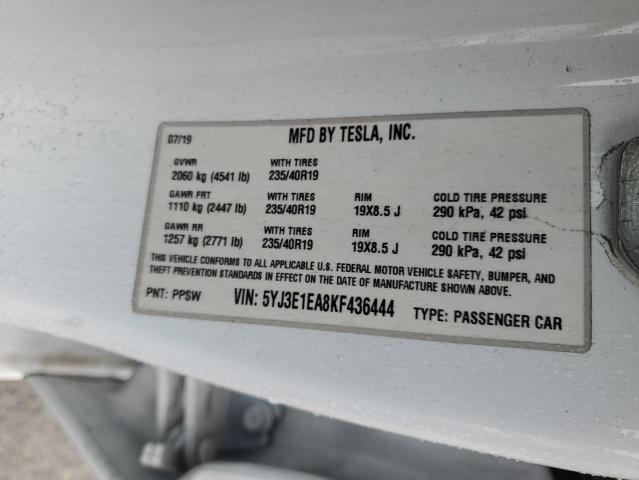 07/19 MFD BY TESLA, INC.
GVWR WITH TIRES
2060 kg (4541 lb) 235/40R19
GAWR FRT WITH TIRES RIM COLD TIRE PRESSURE
1110 kg (2447 lb) 235/40R19 19X8.5 J 290 kPa, 42 psi
GAWR RR WITH TIRES RIM COLD TIRE PRESSURE
1257 kg (2771 lb) 235/40R19 19X8.5 J 290 kPa, 42 psi
THIS VEHICLE CONFORMS TO ALL APPLICABLE U.S. FEDERAL MOTOR VEHICLE SAFETY, BUMPER, AND
THEFT PREVENTION STANDARDS IN EFFECT ON THE DATE OF MANUFACTURE SHOWN ABOVE.
PNT: PPSW VIN: 5YJ3E1EA8KF436444 TYPE: PASSENGER CAR